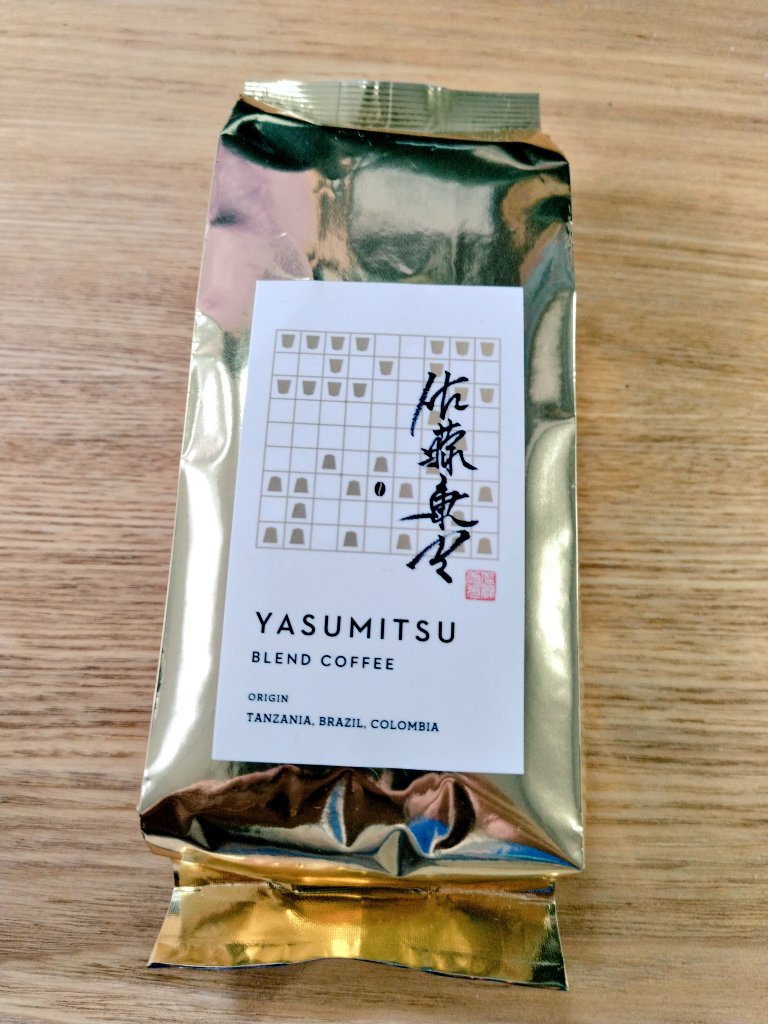 佐藤康光
YASUMITSU
BLEND COFFEE
ORIGIN
TANZANIA, BRAZIL, COLOMBIA